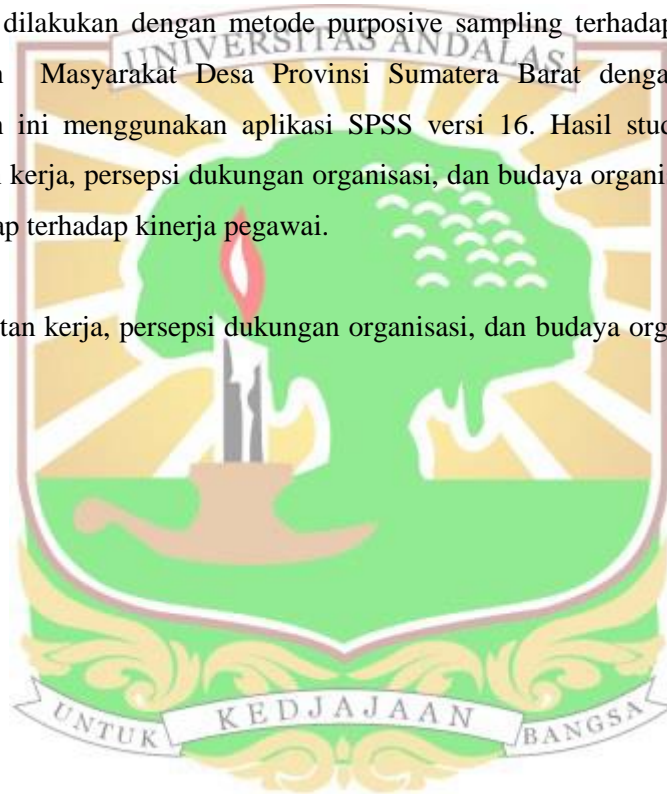 dilakukan dengan metode purposive sampling terhadap
UNIVERSITAS ANDALAS
Masyarakat Desa Provinsi Sumatera Barat denga
ini menggunakan aplikasi SPSS versi 16. Hasil stud
kerja, persepsi dukungan organisasi, dan budaya organi
ap terhadap kinerja pegawai.
tan kerja, persepsi dukungan organisasi, dan budaya org
UNTUK KEDJAJAAN BANGSA